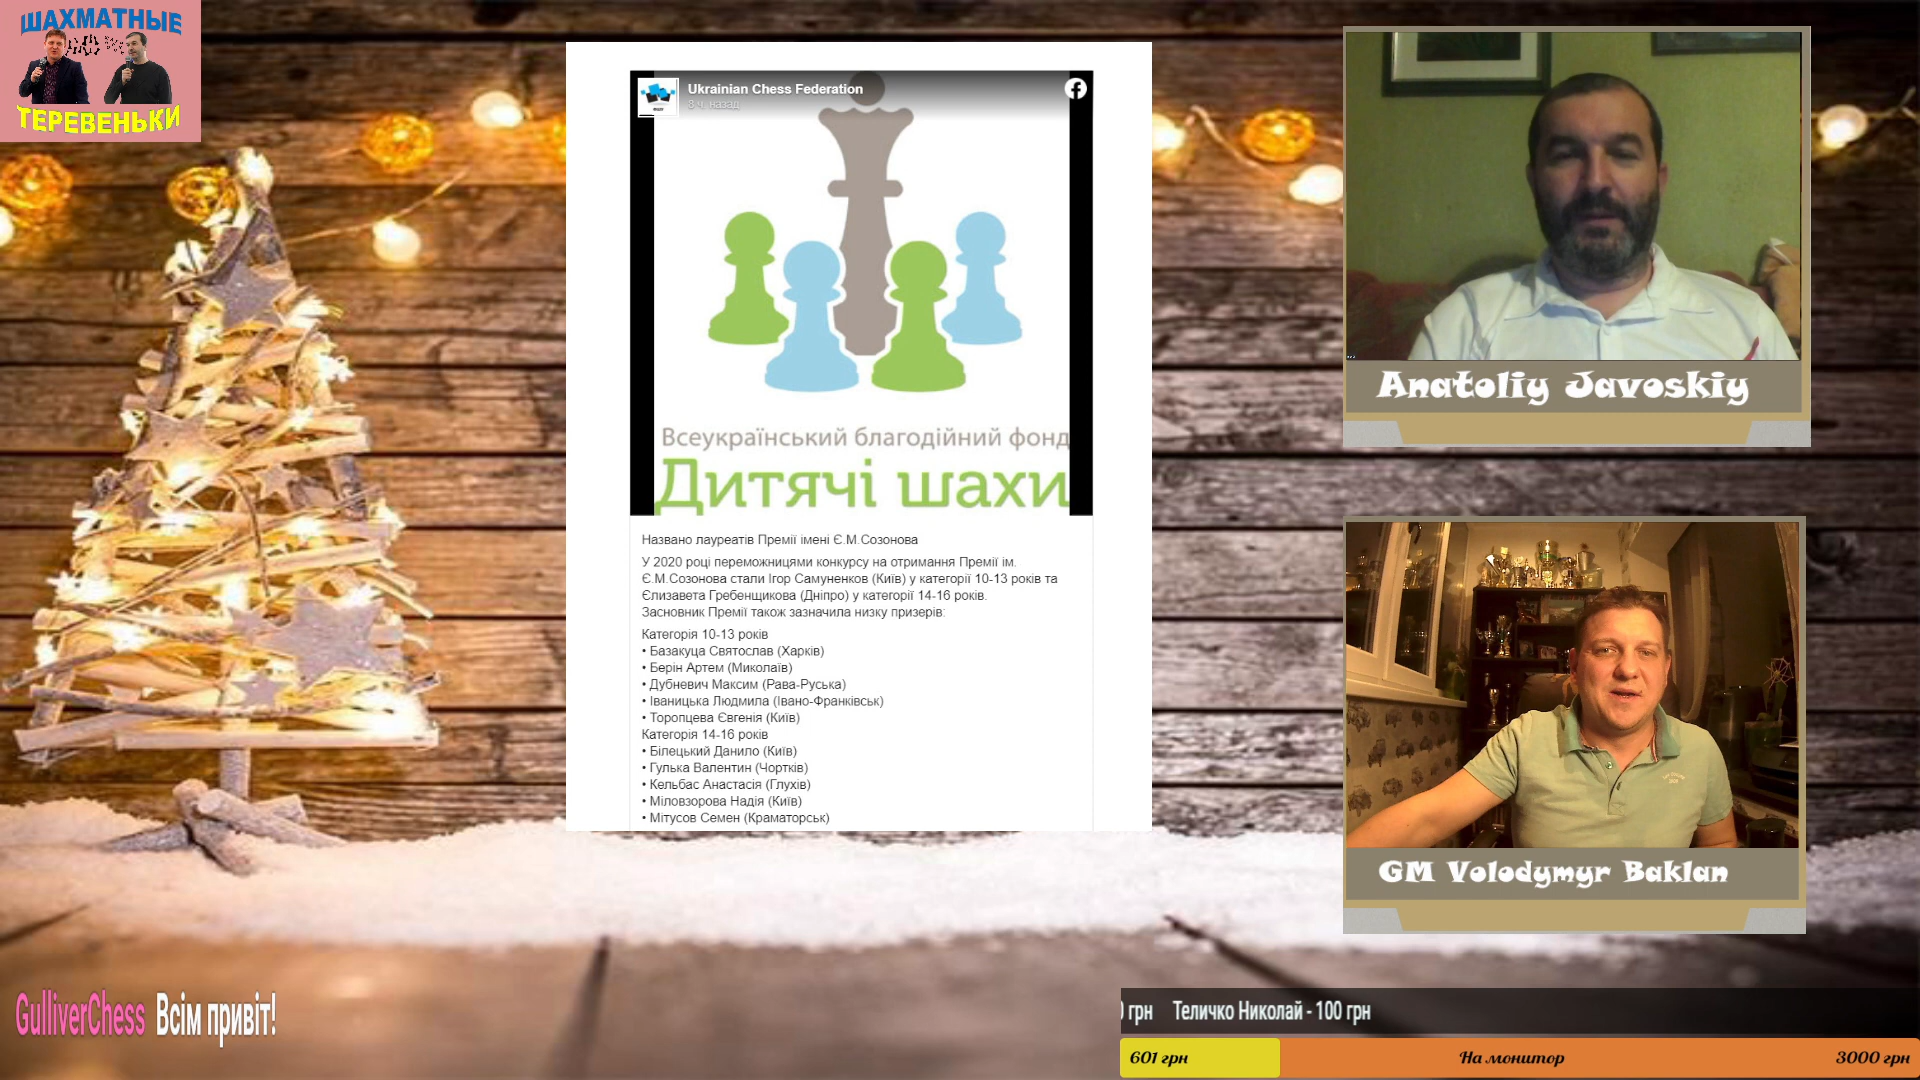 ШАХМАТНЫЕ
ТЕРЕВЕНЬКИ
Ukrainian Chess Federation
8 ч. назад
Всеукраїнський благодійний фонд
Дитячі шахи
Названо лауреатів Премії імені Є.М.Созонова
У 2020 році переможницями конкурсу на отримання Премії ім.
Є.М.Созонова стали Ігор Самуненков (Київ) у категорії 10-13 років та
Єлизавета Гребенщикова (Дніпро) у категорії 14-16 років.
Засновник Премії також зазначила низку призерів:
Категорія 10-13 років
• Базакуца Святослав (Харків)
• Берін Артем (Миколаїв)
• Дубневич Максим (Рава-Руська)
• Іваницька Людмила (Івано-Франківськ)
• Торопцева Євгенія (Київ)
Категорія 14-16 років
• Білецький Данило (Київ)
• Гулька Валентин (Чортків)
• Кельбас Анастасія (Глухів)
• Міловзорова Надія (Київ)
• Мітусов Семен (Краматорськ)
Anatoliy Javoskiy
GM Volodymyr Baklan
GulliverChess Всім привіт!
грн Теличко Николай - 100 грн
601 грн На монитор 3000 грн